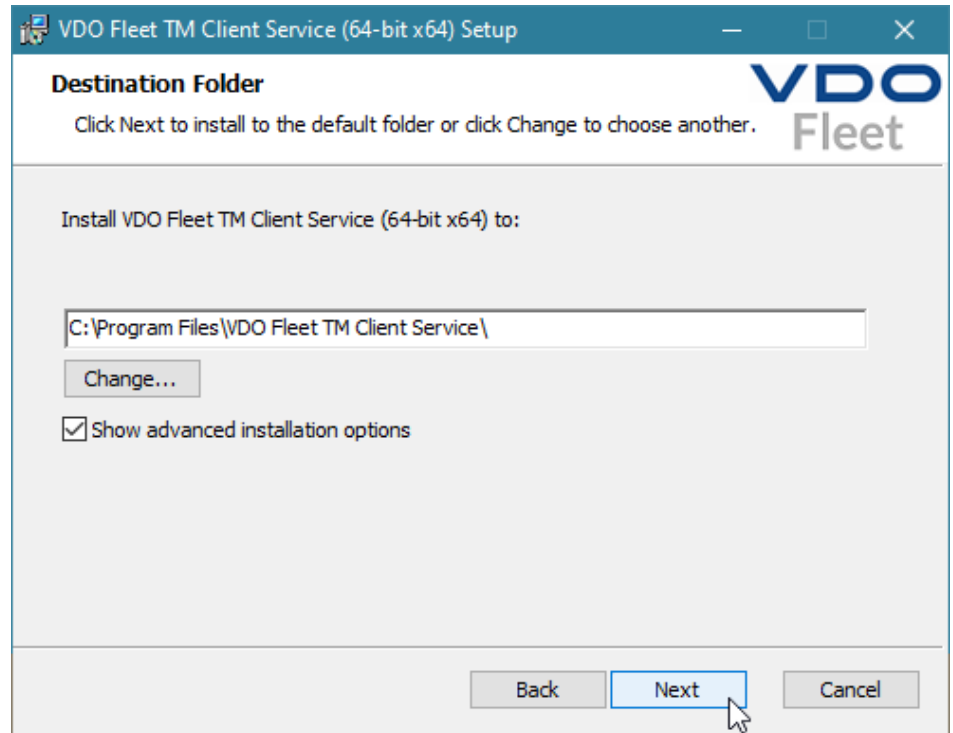 VDO Fleet TM Client Service (64-bit x64) Setup
Destination Folder
Click Next to install to the default folder or click Change to choose another.
VDO
Fleet
Install VDO Fleet TM Client Service (64-bit x64) to:
C:\Program Files\VDO Fleet TM Client Service\
Change...
Show advanced installation options
Back Next Cancel